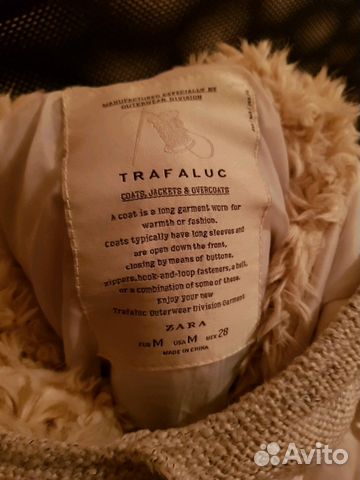 MANUFACTURED ESPECIALLY BY
OUTERWEAR DIVISION
TRAFALUC
COATS, JACKETS & OVERCOATS
A coat is a long garment worn for
warmth or fashion.
Coats typically have long sleeves and
are open down the front,
closing by means of buttons,
zippers, hook-and-loop fasteners, a belt,
or a combination of some of these.
Enjoy your new
Trafaluc Outerwear Division Garment
ZARA
EUR M USA M MEX 28
MADE IN CHINA
Avito